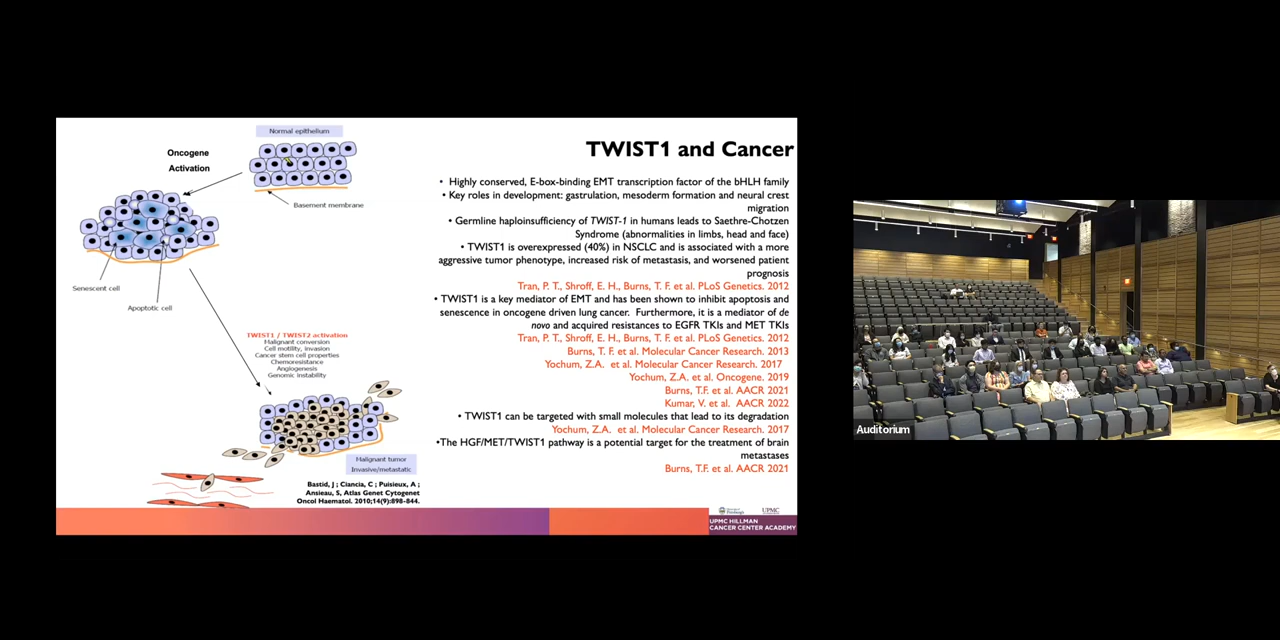 Normal epithelium
Oncogene
Activation
Basement membrane
Senescent cell
Apoptotic cell
TWIST1 / TWIST2 activation
Malignant conversion
Cell motility, invasion
Cancer stem cell properties
Chemoresistance
Angiogenesis
Genomic instability
Malignant tumor
Invasive/metastatic
Bastid, J ; Ciancia, C ; Puisieux, A ;
Ansieau, S, Atlas Genet Cytogenet
Oncol Haematol. 2010;14(9):898-844.
TWIST1 and Cancer
• Highly conserved, E-box-binding EMT transcription factor of the bHLH family
• Key roles in development: gastrulation, mesoderm formation and neural crest
migration
• Germline haploinsufficiency of TWIST-1 in humans leads to Saethre-Chotzen
Syndrome (abnormalities in limbs, head and face)
• TWIST1 is overexpressed (40%) in NSCLC and is associated with a more
aggressive tumor phenotype, increased risk of metastasis, and worsened patient
prognosis
Tran, P. T., Shroff, E. H., Burns, T. F. et al. PLoS Genetics. 2012
• TWIST1 is a key mediator of EMT and has been shown to inhibit apoptosis and
senescence in oncogene driven lung cancer. Furthermore, it is a mediator of de
novo and acquired resistances to EGFR TKIs and MET TKIs
Tran, P. T., Shroff, E. H., Burns, T. F. et al. PLoS Genetics. 2012
Burns, T. F. et al. Molecular Cancer Research. 2013
Yochum, Z.A. et al. Molecular Cancer Research. 2017
Yochum, Z.A. et al. Oncogene. 2019
Burns, T.F. et al. AACR 2021
Kumar, V. et al. AACR 2022
• TWIST1 can be targeted with small molecules that lead to its degradation
Yochum, Z.A. et al. Molecular Cancer Research. 2017
•The HGF/MET/TWIST1 pathway is a potential target for the treatment of brain
metastases
Burns, T.F. et al. AACR 2021
Pittsburgh
UPMC
UPMC HILLMAN
CANCER CENTER ACADEMY
Auditorium